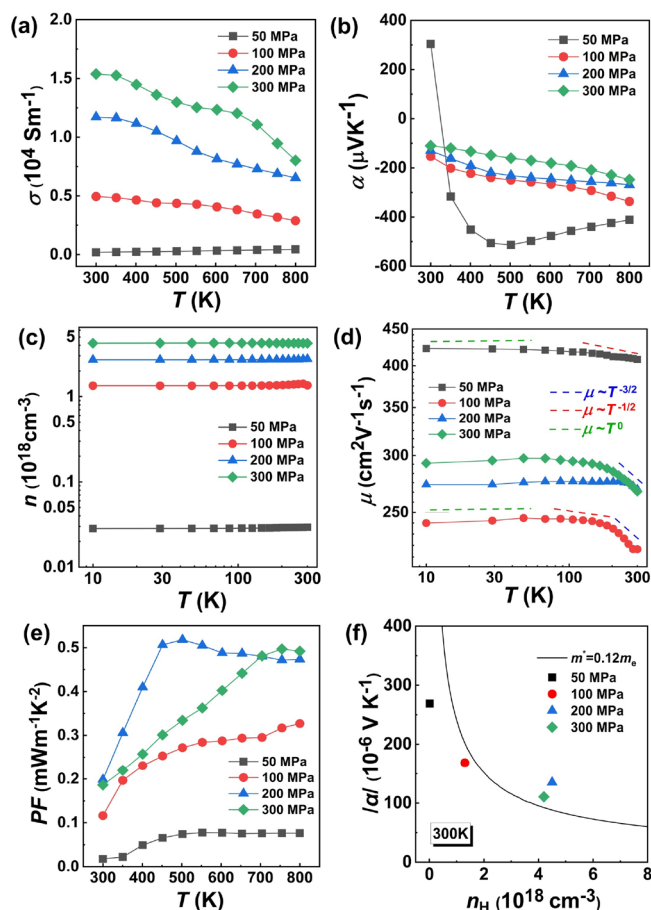 (a)
σ (10⁴ Sm⁻¹)
2.0
1.5
1.0
0.5
0.0
50 MPa
100 MPa
200 MPa
300 MPa
300 400 500 600 700 800
T (K)
(b)
α (μVK⁻¹)
400
200
0
-200
-400
-600
50 MPa
100 MPa
200 MPa
300 MPa
300 400 500 600 700 800
T (K)
(c)
n (10¹⁸cm⁻³)
5
1
0.1
0.01
50 MPa
100 MPa
200 MPa
300 MPa
10 30 100 300
T (K)
(d)
μ (cm²V⁻¹s⁻¹)
450
400
300
250
50 MPa
100 MPa
200 MPa
300 MPa
μ~T⁻³/²
μ~T⁻¹/²
μ~T⁰
10 30 100 300
T (K)
(e)
PF (mWm⁻¹K⁻²)
0.5
0.4
0.3
0.2
0.1
0.0
50 MPa
100 MPa
200 MPa
300 MPa
300 400 500 600 700 800
T (K)
(f)
/α/ (10⁻⁶ V K⁻¹)
400
300
200
100
0
m*=0.12mₑ
50 MPa
100 MPa
200 MPa
300 MPa
300K
0 2 4 6 8
n_H (10¹⁸ cm⁻³)